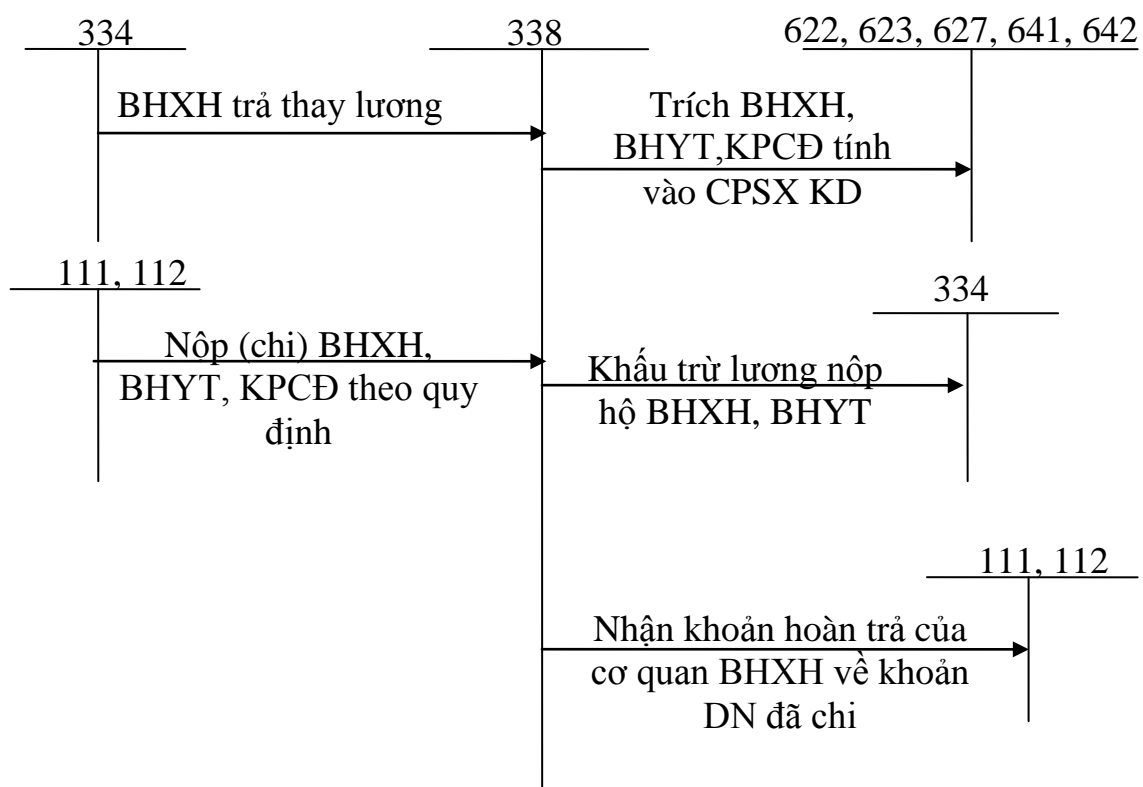 334
338
622, 623, 627, 641, 642
BHXH trả thay lương
Trích BHXH,
BHYT,KPCĐ tính
vào CPSX KD
111, 112
334
Nộp (chi) BHXH,
BHYT, KPCĐ theo quy
định
Khấu trừ lương nộp
hộ BHXH, BHYT
111, 112
Nhận khoản hoàn trả của
cơ quan BHXH về khoản
DN đã chi